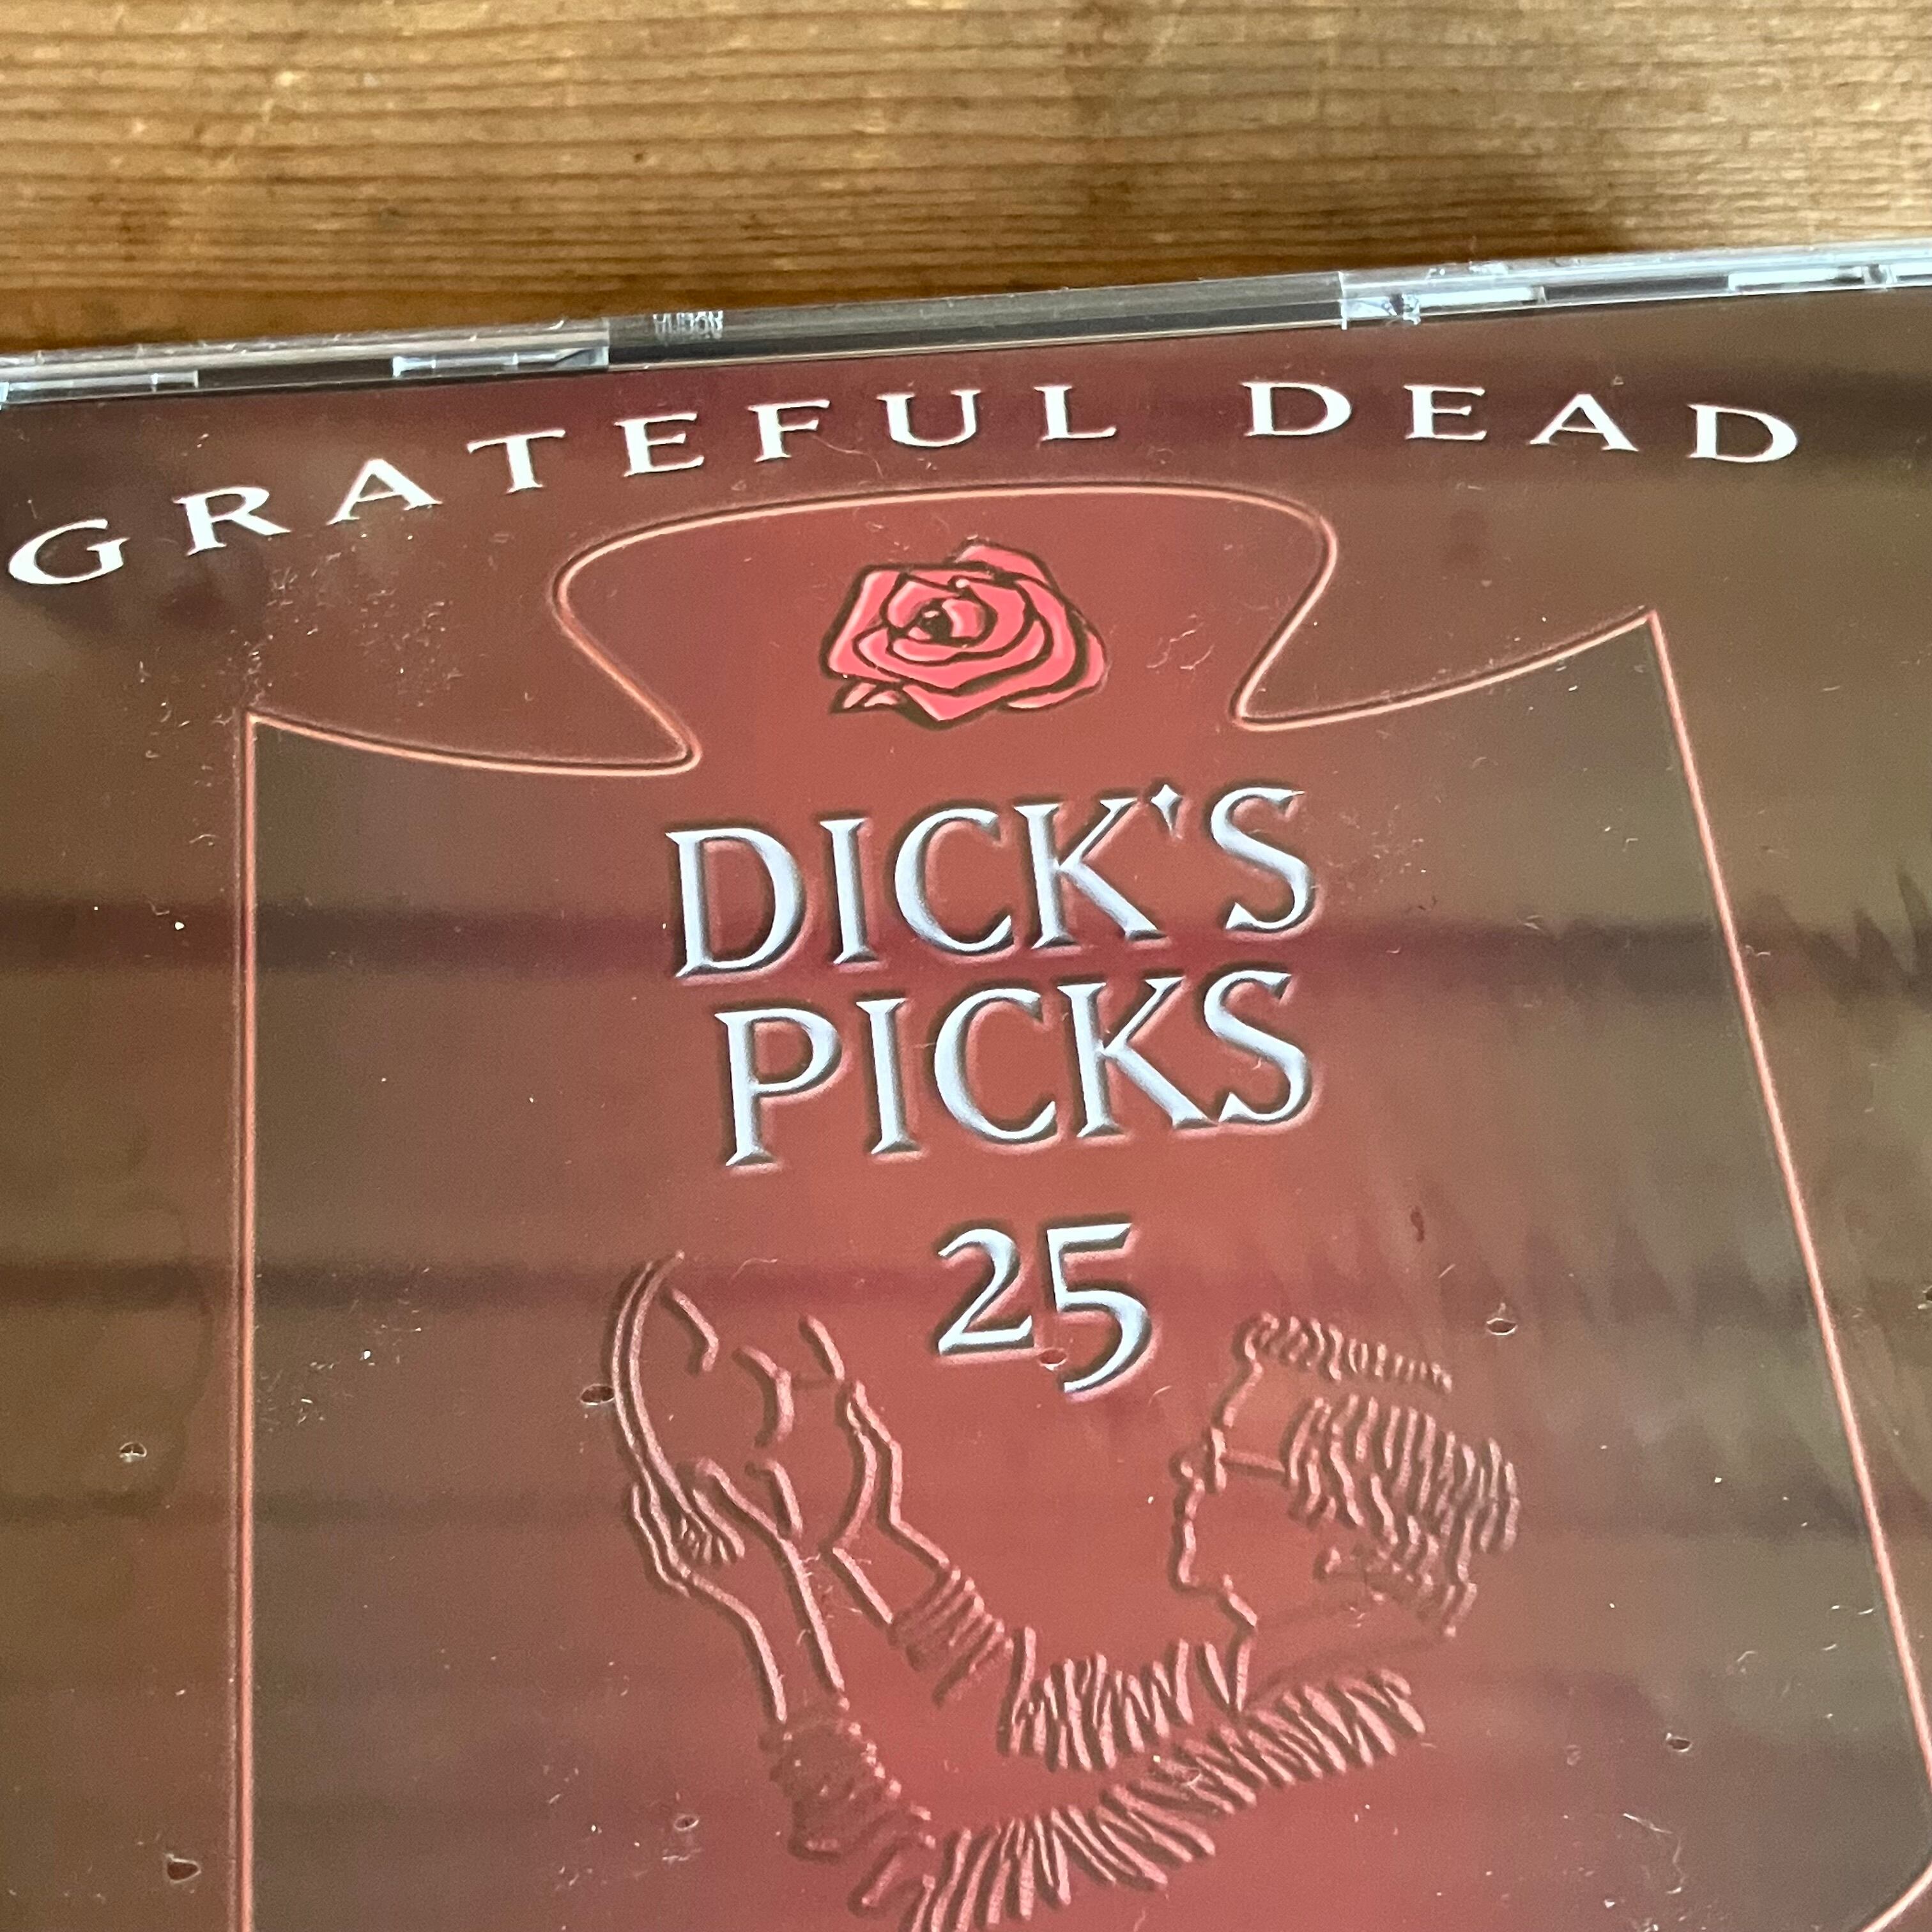 GRATEFUL DEAD
DICK'S
PICKS
25